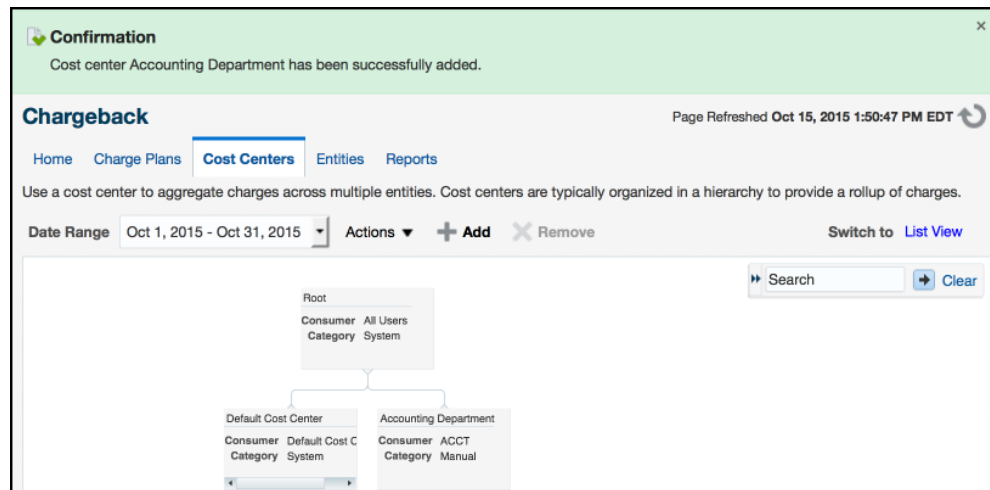 Confirmation
Cost center Accounting Department has been successfully added.
Chargeback
Page Refreshed Oct 15, 2015 1:50:47 PM EDT
Home Charge Plans Cost Centers Entities Reports
Use a cost center to aggregate charges across multiple entities. Cost centers are typically organized in a hierarchy to provide a rollup of charges.
Date Range Oct 1, 2015 - Oct 31, 2015 Actions Add Remove Switch to List View
Search Clear
Root
Consumer All Users
Category System
Default Cost Center
Consumer Default Cost C
Category System
Accounting Department
Consumer ACCT
Category Manual